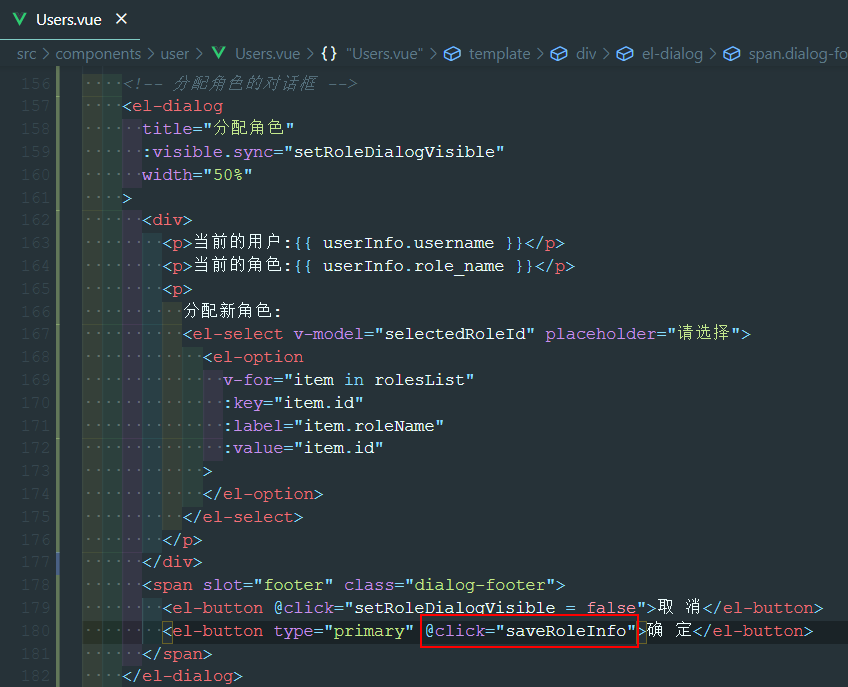 Users.vue ×
src > components > user > Users.vue > {} "Users.vue" > template > div > el-dialog > span.dialog-fo
156 <!-- 分配角色的对话框 -->
157 <el-dialog
158 title="分配角色"
159 :visible.sync="setRoleDialogVisible"
160 width="50%"
161 >
162 <div>
163 <p>当前的用户:{{ userInfo.username }}</p>
164 <p>当前的角色:{{ userInfo.role_name }}</p>
165 <p>
166 分配新角色:
167 <el-select v-model="selectedRoleId" placeholder="请选择">
168 <el-option
169 v-for="item in rolesList"
170 :key="item.id"
171 :label="item.roleName"
172 :value="item.id"
173 >
174 </el-option>
175 </el-select>
176 </p>
177 </div>
178 <span slot="footer" class="dialog-footer">
179 <el-button @click="setRoleDialogVisible = false">取 消</el-button>
180 <el-button type="primary" @click="saveRoleInfo">确 定</el-button>
181 </span>
182 </el-dialog>